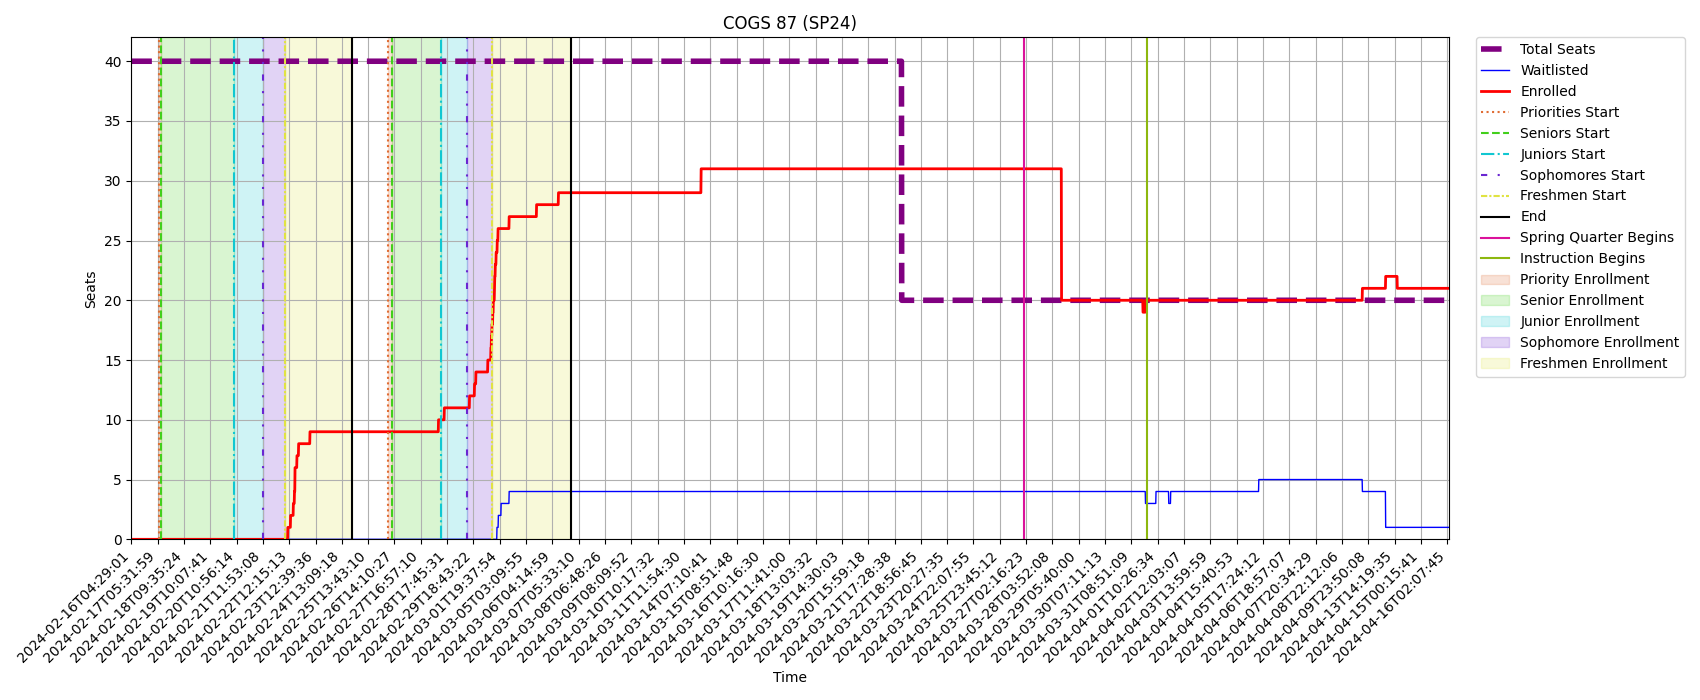 COGS 87 (SP24)
Seats
40
35
30
25
20
15
10
5
0
2024-02-16T04:29:01
2024-02-17T05:31:59
2024-02-18T09:35:24
2024-02-19T10:07:41
2024-02-20T10:56:14
2024-02-21T11:53:08
2024-02-22T12:15:13
2024-02-23T12:39:36
2024-02-24T13:09:18
2024-02-25T13:43:10
2024-02-26T14:10:27
2024-02-27T16:57:10
2024-02-28T17:45:31
2024-02-29T18:43:22
2024-03-01T19:37:54
2024-03-05T03:09:55
2024-03-06T04:14:59
2024-03-07T05:33:10
2024-03-08T06:48:26
2024-03-09T08:09:52
2024-03-10T10:17:32
2024-03-11T11:54:30
2024-03-14T07:10:41
2024-03-15T08:51:48
2024-03-16T10:16:30
2024-03-17T11:41:00
2024-03-18T13:03:32
2024-03-19T14:30:03
2024-03-20T15:59:18
2024-03-21T17:28:38
2024-03-22T18:56:45
2024-03-23T20:27:35
2024-03-24T22:07:55
2024-03-25T23:45:12
2024-03-27T02:16:23
2024-03-28T03:52:08
2024-03-29T05:40:00
2024-03-30T07:11:13
2024-03-31T08:51:09
2024-04-01T10:26:34
2024-04-02T12:03:07
2024-04-03T13:59:59
2024-04-04T15:40:53
2024-04-05T17:24:12
2024-04-06T18:57:07
2024-04-07T20:34:29
2024-04-08T22:12:06
2024-04-09T23:50:08
2024-04-13T14:19:35
2024-04-15T00:15:41
2024-04-16T02:07:45
Time
Total Seats
Waitlisted
Enrolled
Priorities Start
Seniors Start
Juniors Start
Sophomores Start
Freshmen Start
End
Spring Quarter Begins
Instruction Begins
Priority Enrollment
Senior Enrollment
Junior Enrollment
Sophomore Enrollment
Freshmen Enrollment